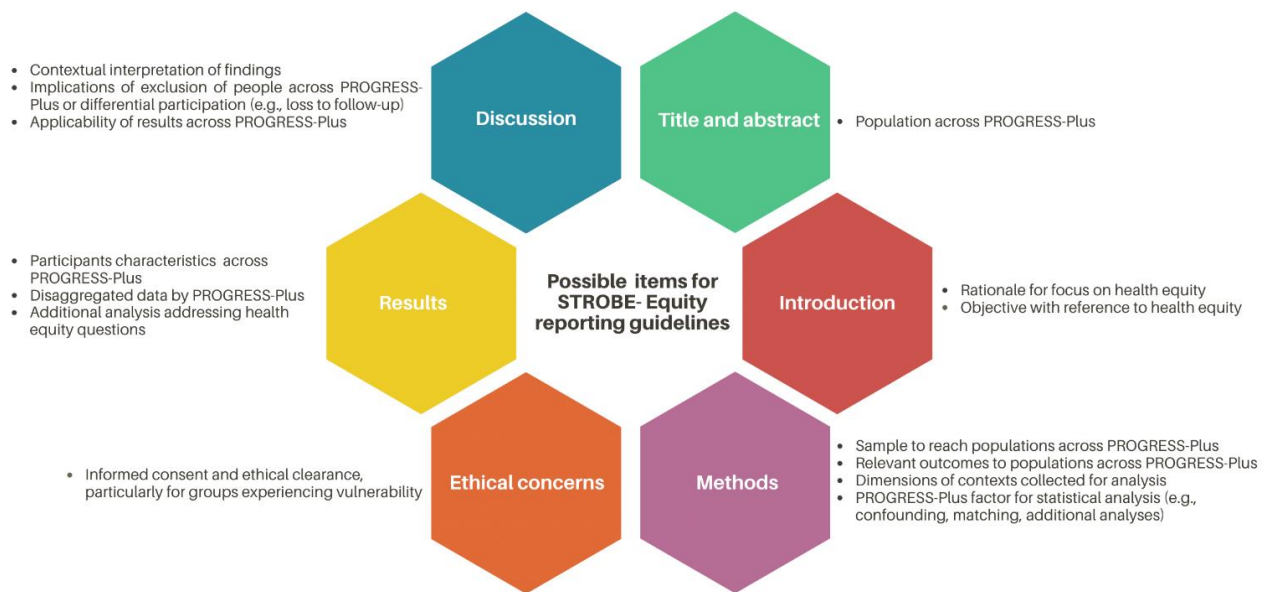 Possible items for
STROBE- Equity
reporting guidelines
Title and abstract
• Population across PROGRESS-Plus
Introduction
• Rationale for focus on health equity
• Objective with reference to health equity
Methods
• Sample to reach populations across PROGRESS-Plus
• Relevant outcomes to populations across PROGRESS-Plus
• Dimensions of contexts collected for analysis
• PROGRESS-Plus factor for statistical analysis (e.g.,
confounding, matching, additional analyses)
Ethical concerns
• Informed consent and ethical clearance,
particularly for groups experiencing vulnerability
Results
• Participants characteristics across
PROGRESS-Plus
• Disaggregated data by PROGRESS-Plus
• Additional analysis addressing health
equity questions
Discussion
• Contextual interpretation of findings
• Implications of exclusion of people across PROGRESS-
Plus or differential participation (e.g., loss to follow-up)
• Applicability of results across PROGRESS-Plus